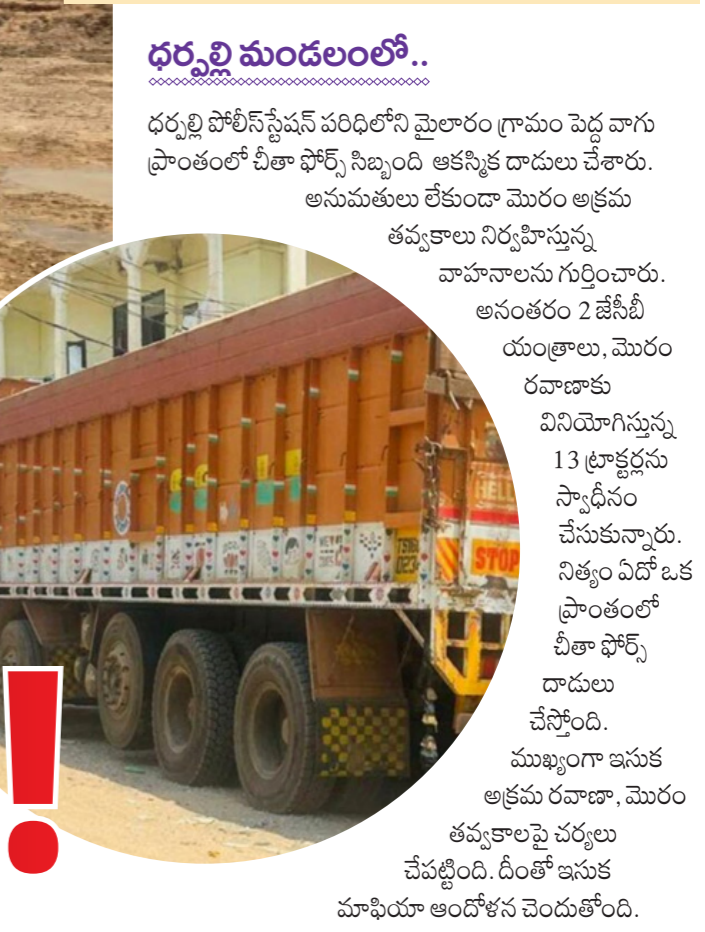 ధర్పల్లి మండలంలో..
ధర్పల్లి పోలీస్‌స్టేషన్ పరిధిలోని మైలారం గ్రామం పెద్ద వాగు
ప్రాంతంలో చీతా ఫోర్స్ సిబ్బంది ఆకస్మిక దాడులు చేశారు.
అనుమతులు లేకుండా మొరం అక్రమ
తవ్వకాలు నిర్వహిస్తున్న
వాహనాలను గుర్తించారు.
అనంతరం 2 జేసీబీ
యంత్రాలు, మొరం
రవాణాకు
వినియోగిస్తున్న
13 ట్రాక్టర్లను
స్వాధీనం
చేసుకున్నారు.
నిత్యం ఏదో ఒక
ప్రాంతంలో
చీతా ఫోర్స్
దాడులు
చేస్తోంది.
ముఖ్యంగా ఇసుక
అక్రమ రవాణా, మొరం
తవ్వకాలపై చర్యలు
చేపట్టింది. దీంతో ఇసుక
మాఫియా ఆందోళన చెందుతోంది.
STOP
!